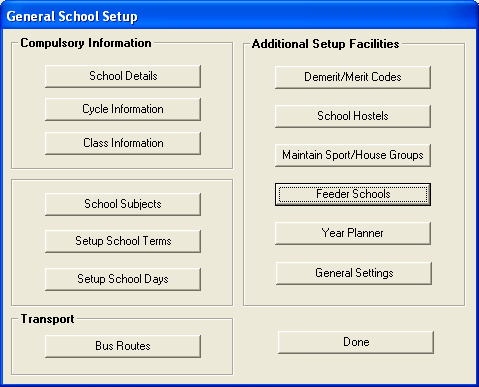 General School Setup
Compulsory Information
School Details
Cycle Information
Class Information
School Subjects
Setup School Terms
Setup School Days
Transport
Bus Routes
Additional Setup Facilities
Demerit/Merit Codes
School Hostels
Maintain Sport/House Groups
Feeder Schools
Year Planner
General Settings
Done